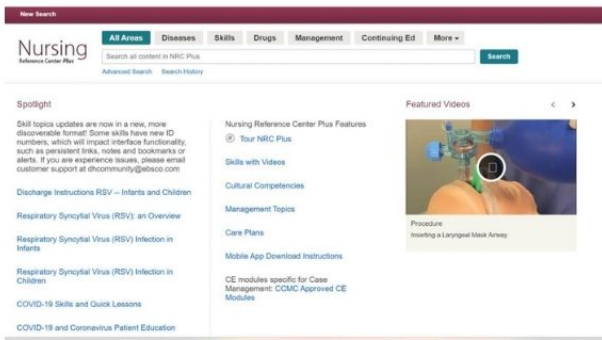 New Search
Nursing
Reference Center Plus
All Areas
Diseases
Skills
Drugs
Management
Continuing Ed
More
Search all content in NRC Plus
Search
Advanced Search
Search History
Spotlight
Skill topics updates are now in a new, more
discoverable format! Some skills have new ID
numbers, which will impact interface functionality,
such as persistent links, notes and bookmarks or
alerts. If you are experience issues, please email
customer support at dhcommunity@ebsco.com
Discharge Instructions RSV -- Infants and Children
Respiratory Syncytial Virus (RSV): an Overview
Respiratory Syncytial Virus (RSV) Infection in
Infants
Respiratory Syncytial Virus (RSV) Infection in
Children
COVID-19 Skills and Quick Lessons
COVID-19 and Coronavirus Patient Education
Nursing Reference Center Plus Features
Tour NRC Plus
Skills with Videos
Cultural Competencies
Management Topics
Care Plans
Mobile App Download Instructions
CE modules specific for Case
Management: CCMC Approved CE
Modules
Featured Videos
Procedure
Inserting a Laryngeal Mask Airway